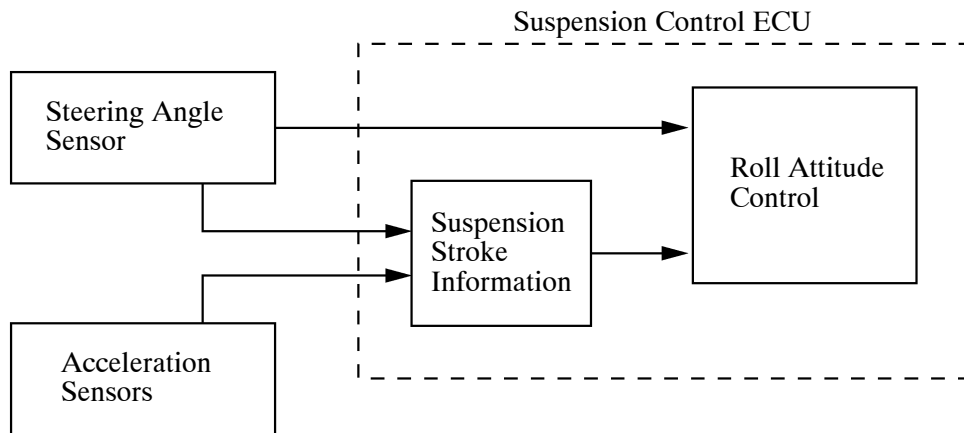 Suspension Control ECU
Steering Angle
Sensor
Roll Attitude
Control
Suspension
Stroke
Information
Acceleration
Sensors